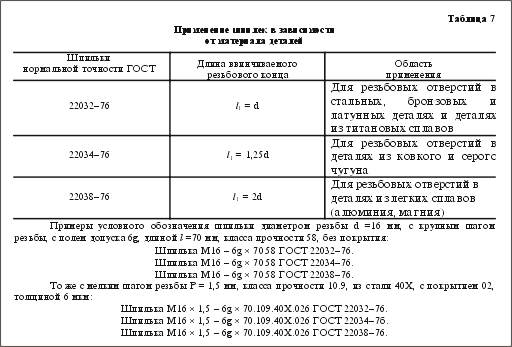 Таблица 7
Применение шпилек в зависимости
от материала деталей
Шпильки
нормальной точности ГОСТ
Длина ввинчиваемого
резьбового конца
Область
применения
22032–76
l₁ = d
Для резьбовых отверстий в
стальных, бронзовых и
латунных деталях и деталях
из титановых сплавов
22034–76
l₁ = 1,25d
Для резьбовых отверстий в
деталях из ковкого и серого
чугуна
22038–76
l₁ = 2d
Для резьбовых отверстий в
деталях из легких сплавов
(алюминия, магния)
Примеры условного обозначения шпильки диаметром резьбы d =16 мм, с крупным шагом
резьбы, с полем допуска 6g, длиной l =70 мм, класса прочности 58, без покрытия:
Шпилька М16 – 6g × 70.58 ГОСТ 22032–76.
Шпилька М16 – 6g × 70.58 ГОСТ 22034–76.
Шпилька М16 – 6g × 70.58 ГОСТ 22038–76.
То же с мелким шагом резьбы P = 1,5 мм, класса прочности 10.9, из стали 40Х, с покрытием 02,
толщиной 6 мкм:
Шпилька М16 × 1,5 – 6g × 70.109.40Х.026 ГОСТ 22032–76.
Шпилька М16 × 1,5 – 6g × 70.109.40Х.026 ГОСТ 22034–76.
Шпилька М16 × 1,5 – 6g × 70.109.40Х.026 ГОСТ 22038–76.